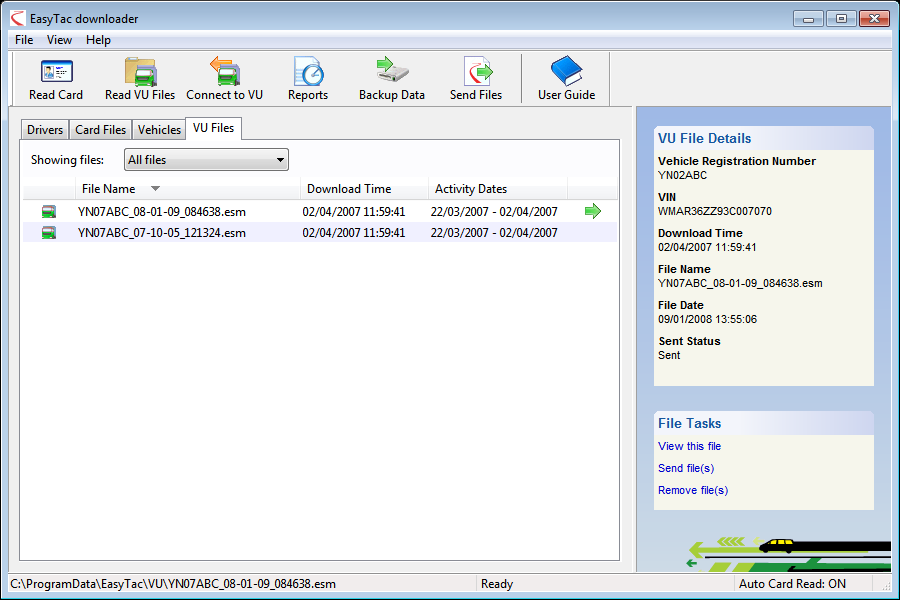 EasyTac downloader
File View Help
Read Card Read VU Files Connect to VU Reports Backup Data Send Files User Guide
Drivers Card Files Vehicles VU Files
Showing files: All files
File Name Download Time Activity Dates
YN07ABC_08-01-09_084638.esm 02/04/2007 11:59:41 22/03/2007 - 02/04/2007
YN07ABC_07-10-05_121324.esm 02/04/2007 11:59:41 22/03/2007 - 02/04/2007
VU File Details
Vehicle Registration Number
YN02ABC
VIN
WMAR36ZZ93C007070
Download Time
02/04/2007 11:59:41
File Name
YN07ABC_08-01-09_084638.esm
File Date
09/01/2008 13:55:06
Sent Status
Sent
File Tasks
View this file
Send file(s)
Remove file(s)
C:\ProgramData\EasyTac\VU\YN07ABC_08-01-09_084638.esm Ready Auto Card Read: ON